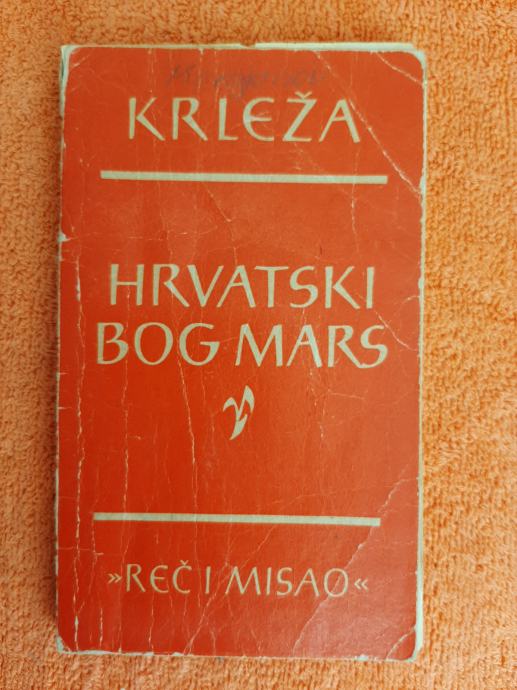 KRLEŽA
HRVATSKI
BOG MARS
»REČ I MISAO«